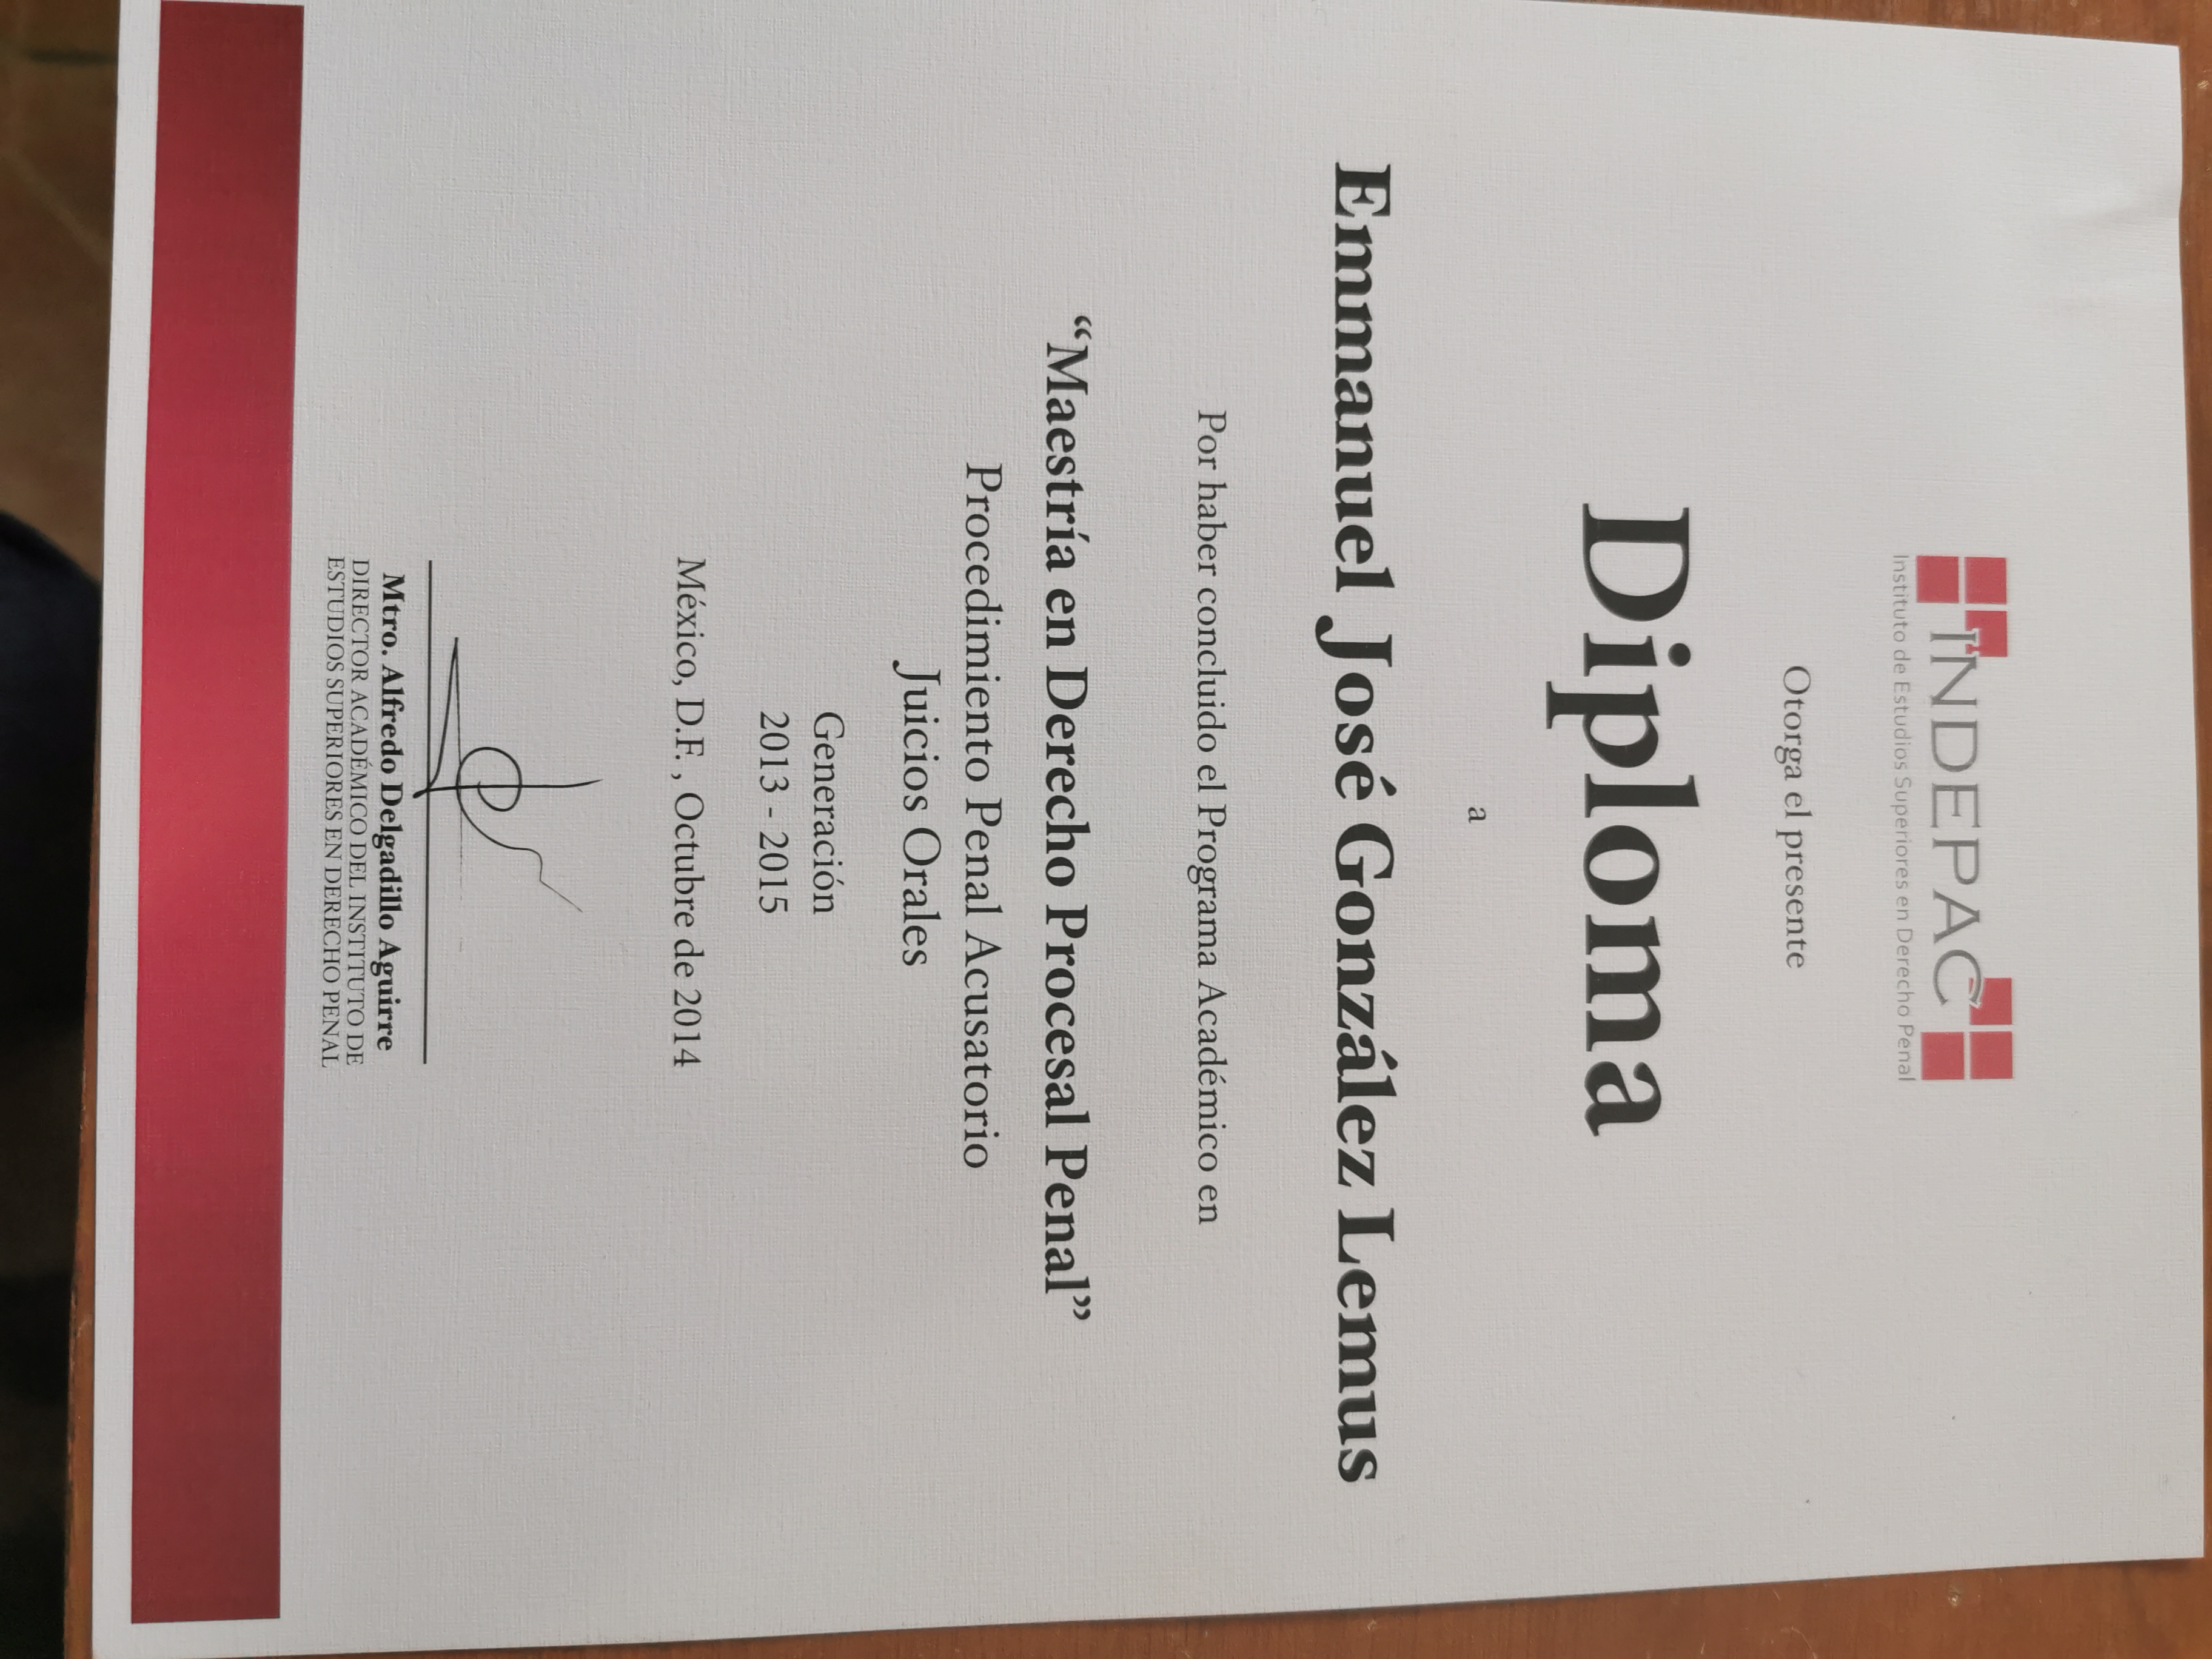 INDEPAC
Instituto de Estudios Superiores en Derecho Penal
Otorga el presente
Diploma
a
Emmanuel José González Lemus
Por haber concluido el Programa Académico en
“Maestría en Derecho Procesal Penal”
Procedimiento Penal Acusatorio
Juicios Orales
Generación
2013 - 2015
México, D.F. , Octubre de 2014
Mtro. Alfredo Delgadillo Aguirre
DIRECTOR ACADÉMICO DEL INSTITUTO DE
ESTUDIOS SUPERIORES EN DERECHO PENAL